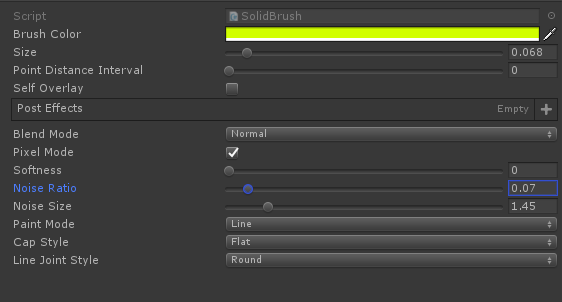 Script SolidBrush
Brush Color
Size 0.068
Point Distance Interval 0
Self Overlay
Post Effects Empty +
Blend Mode Normal
Pixel Mode
Softness 0
Noise Ratio 0.07
Noise Size 1.45
Paint Mode Line
Cap Style Flat
Line Joint Style Round